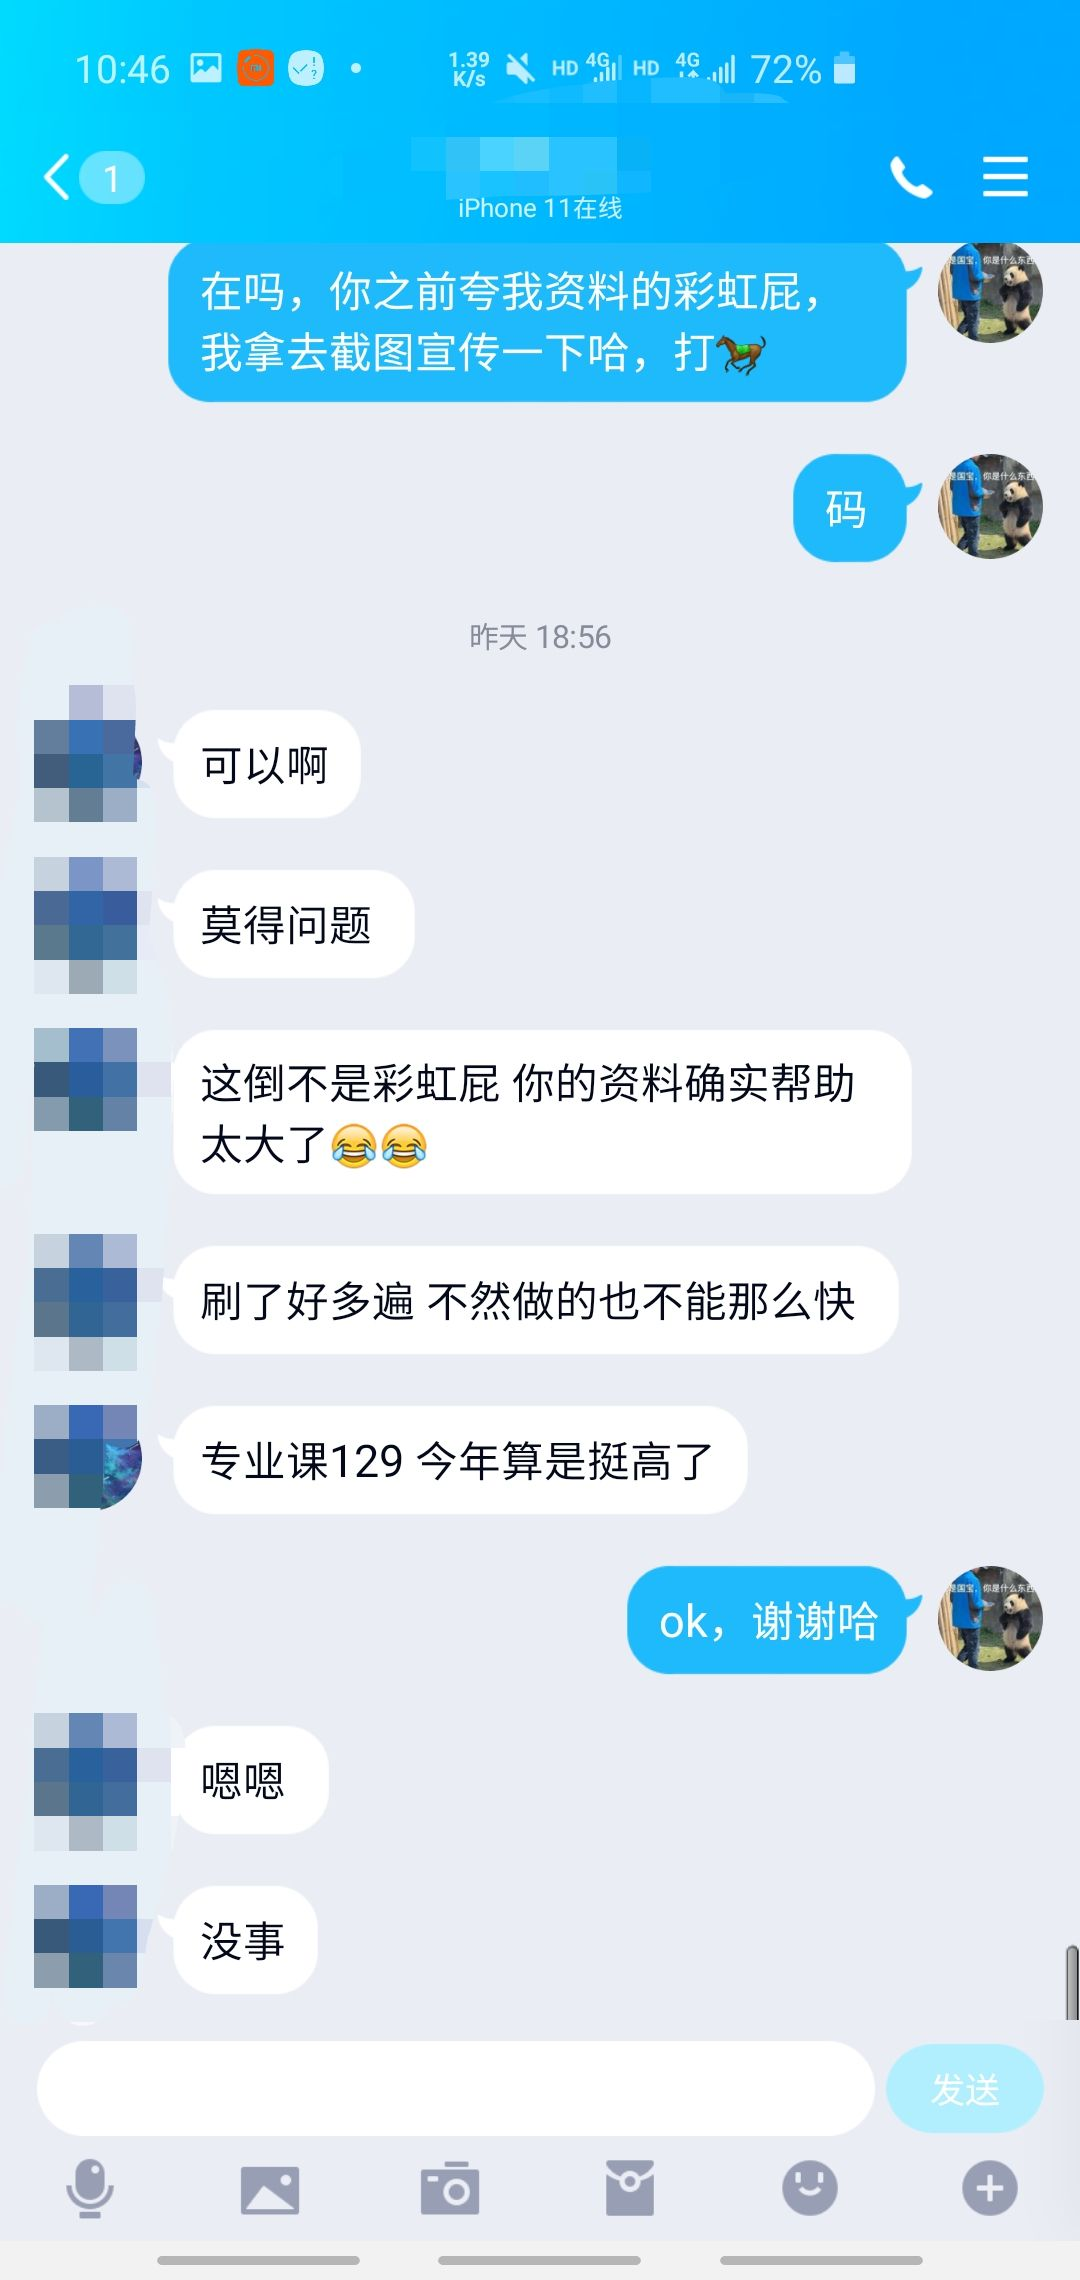 10:46
1.39 K/s HD 4G HD 4G 72%
1
iPhone 11在线
在吗，你之前夸我资料的彩虹屁，
我拿去截图宣传一下哈，打🐎
码
昨天 18:56
可以啊
莫得问题
这倒不是彩虹屁 你的资料确实帮助
太大了😂😂
刷了好多遍 不然做的也不能那么快
专业课129 今年算是挺高了
ok，谢谢哈
嗯嗯
没事
发送